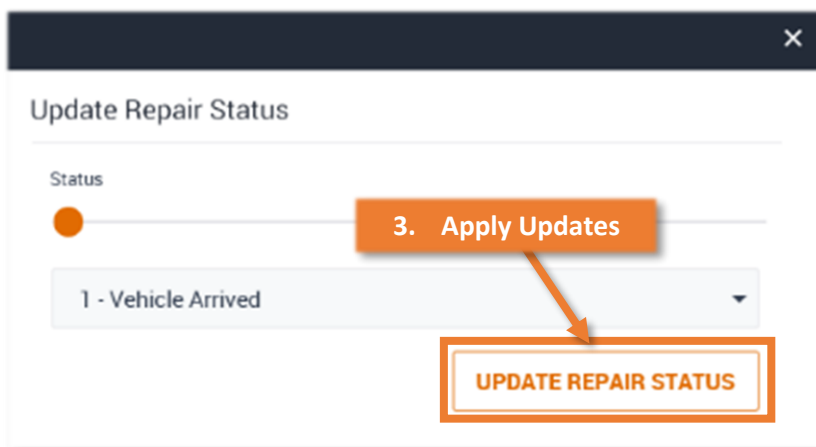 Update Repair Status
Status
3. Apply Updates
1 - Vehicle Arrived
UPDATE REPAIR STATUS